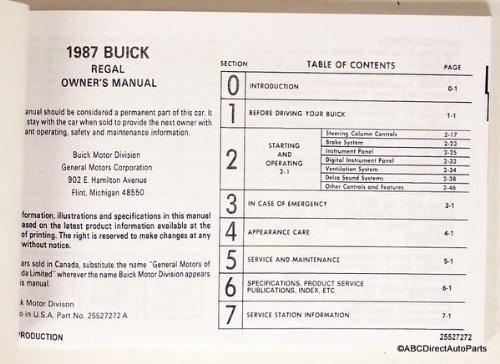 1987 BUICK
REGAL
OWNER'S MANUAL
anual should be considered a permanent part of this car. It
stay with the car when sold to provide the next owner with
ant operating, safety and maintenance information.
Buick Motor Division
General Motors Corporation
902 E. Hamilton Avenue
Flint, Michigan 48550
formation, illustrations and specifications in this manual
ased on the latest product information available at the
of printing. The right is reserved to make changes at any
without notice.
ars sold in Canada, substitute the name "General Motors of
da Limited" wherever the name Buick Motor Division appears
is manual.
k Motor Divison
o in U.S.A. Part No. 25527272 A
PRODUCTION
SECTION TABLE OF CONTENTS PAGE
0 INTRODUCTION 0-1
1 BEFORE DRIVING YOUR BUICK 1-1
2 STARTING AND OPERATING 2-1
Steering Column Controls 2-17
Brake System 2-23
Instrument Panel 2-25
Digital Instrument Panel 2-33
Ventilation System 2-34
Delco Sound Systems 2-38
Other Controls and Features 2-46
3 IN CASE OF EMERGENCY 3-1
4 APPEARANCE CARE 4-1
5 SERVICE AND MAINTENANCE 5-1
6 SPECIFICATIONS, PRODUCT SERVICE
PUBLICATIONS, INDEX, ETC 6-1
7 SERVICE STATION INFORMATION 7-1
25527272
©ABCDirectAutoParts